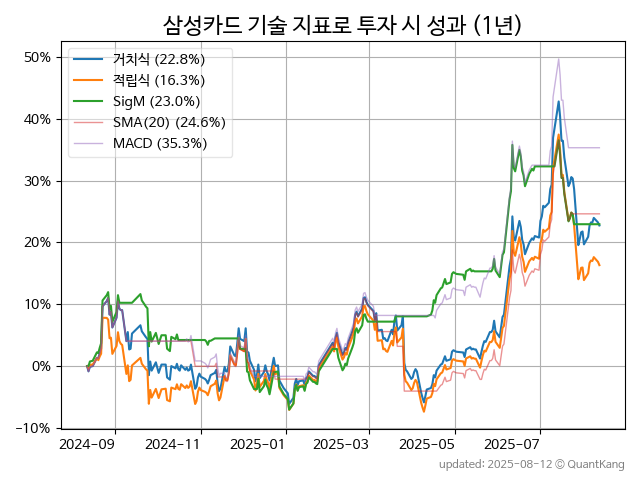 삼성카드 기술 지표로 투자 시 성과 (1년)
50%
40%
30%
20%
10%
0%
−10%
거치식 (22.8%)
적립식 (16.3%)
SigM (23.0%)
SMA(20) (24.6%)
MACD (35.3%)
2024−09
2024−11
2025−01
2025−03
2025−05
2025−07
updated: 2025-08-12 © QuantKang